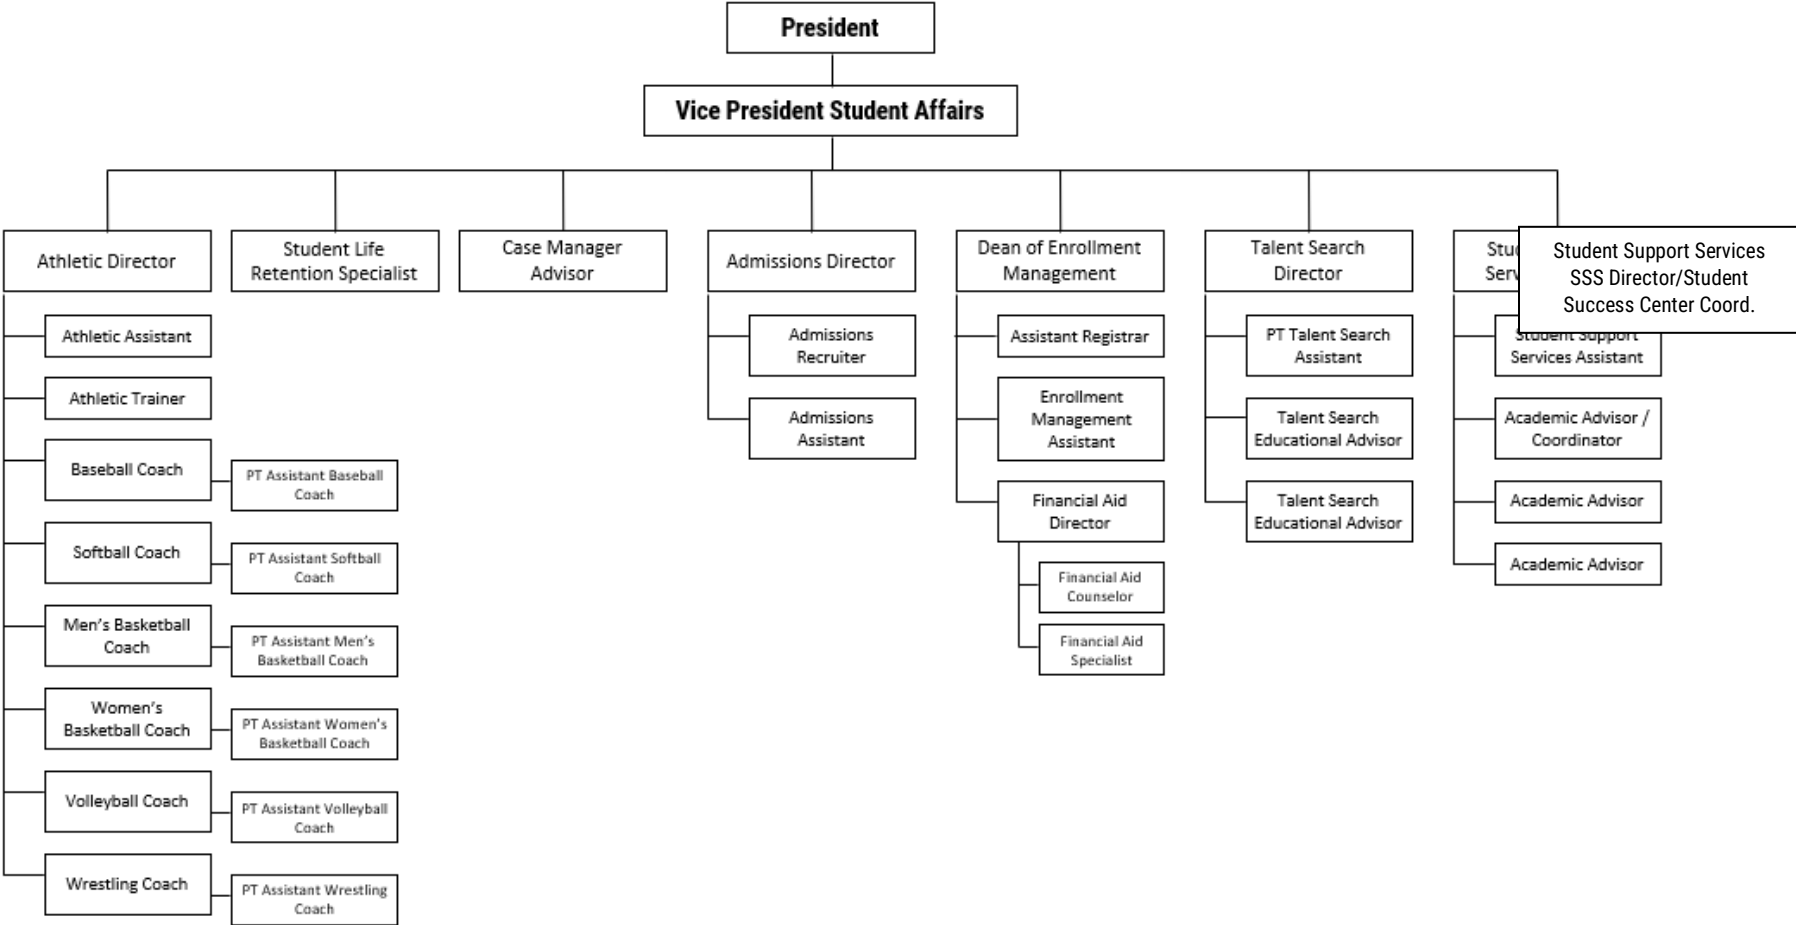 President
Vice President Student Affairs
Athletic Director
Student Life
Retention Specialist
Case Manager
Advisor
Admissions Director
Dean of Enrollment
Management
Talent Search
Director
Student Support Services
SSS Director/Student
Success Center Coord.
Athletic Assistant
Athletic Trainer
Baseball Coach
PT Assistant Baseball
Coach
Softball Coach
PT Assistant Softball
Coach
Men's Basketball
Coach
PT Assistant Men's
Basketball Coach
Women's
Basketball Coach
PT Assistant Women's
Basketball Coach
Volleyball Coach
PT Assistant Volleyball
Coach
Wrestling Coach
PT Assistant Wrestling
Coach
Admissions
Recruiter
Admissions
Assistant
Assistant Registrar
Enrollment
Management
Assistant
Financial Aid
Director
Financial Aid
Counselor
Financial Aid
Specialist
PT Talent Search
Assistant
Talent Search
Educational Advisor
Talent Search
Educational Advisor
Student Support
Services Assistant
Academic Advisor /
Coordinator
Academic Advisor
Academic Advisor